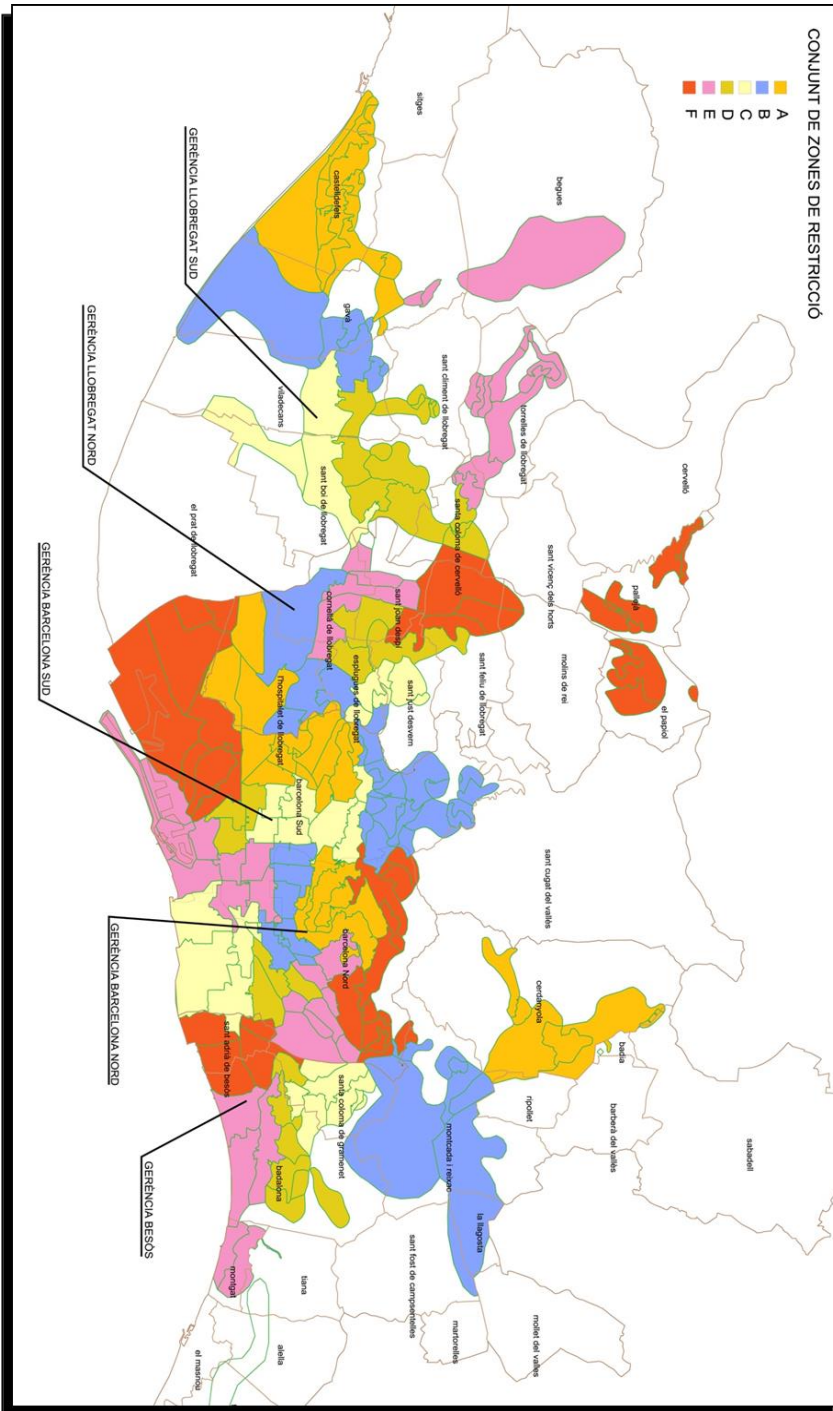 CONJUNT DE ZONES DE RESTRICCIÓ
A
B
C
D
E
F
sitges
begues
castelldefels
gavà
viladecans
sant climent de llobregat
torrelles de llobregat
cervelló
sant boi de llobregat
santa coloma de cervelló
sant vicenç dels horts
pallejà
el papiol
molins de rei
el prat de llobregat
cornellà de llobregat
sant joan despí
sant feliu de llobregat
esplugues de llobregat
sant just desvern
l'hospitalet de llobregat
barcelona Sud
barcelona Nord
sant cugat del vallès
cerdanyola
badia
ripollet
barberà del vallès
sabadell
sant adrià de besòs
santa coloma de gramenet
montcada i reixac
la llagosta
badalona
montgat
tiana
sant fost de campsentelles
martorelles
mollet del valles
alella
el masnou
GERÈNCIA LLOBREGAT SUD
GERÈNCIA LLOBREGAT NORD
GERÈNCIA BARCELONA SUD
GERÈNCIA BARCELONA NORD
GERÈNCIA BESÒS